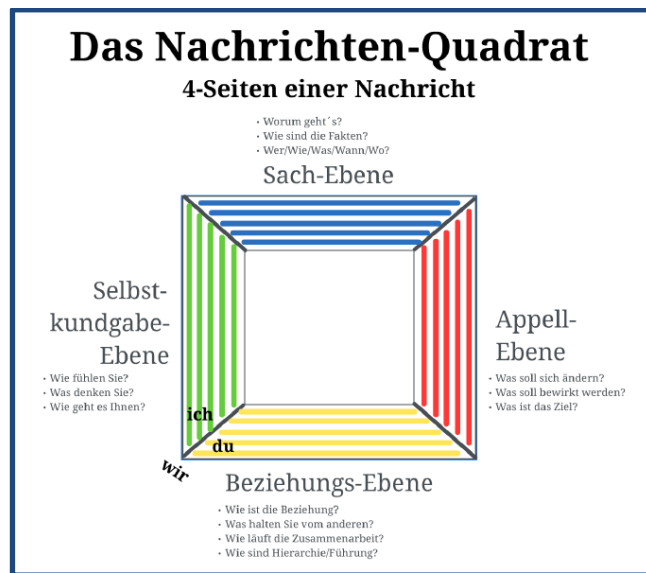 Das Nachrichten-Quadrat
4-Seiten einer Nachricht
· Worum geht´s?
· Wie sind die Fakten?
· Wer/Wie/Was/Wann/Wo?
Sach-Ebene
Selbst-
kundgabe-
Ebene
· Wie fühlen Sie?
· Was denken Sie?
· Wie geht es Ihnen?
Appell-
Ebene
· Was soll sich ändern?
· Was soll bewirkt werden?
· Was ist das Ziel?
ich
du
wir
Beziehungs-Ebene
· Wie ist die Beziehung?
· Was halten Sie vom anderen?
· Wie läuft die Zusammenarbeit?
· Wie sind Hierarchie/Führung?